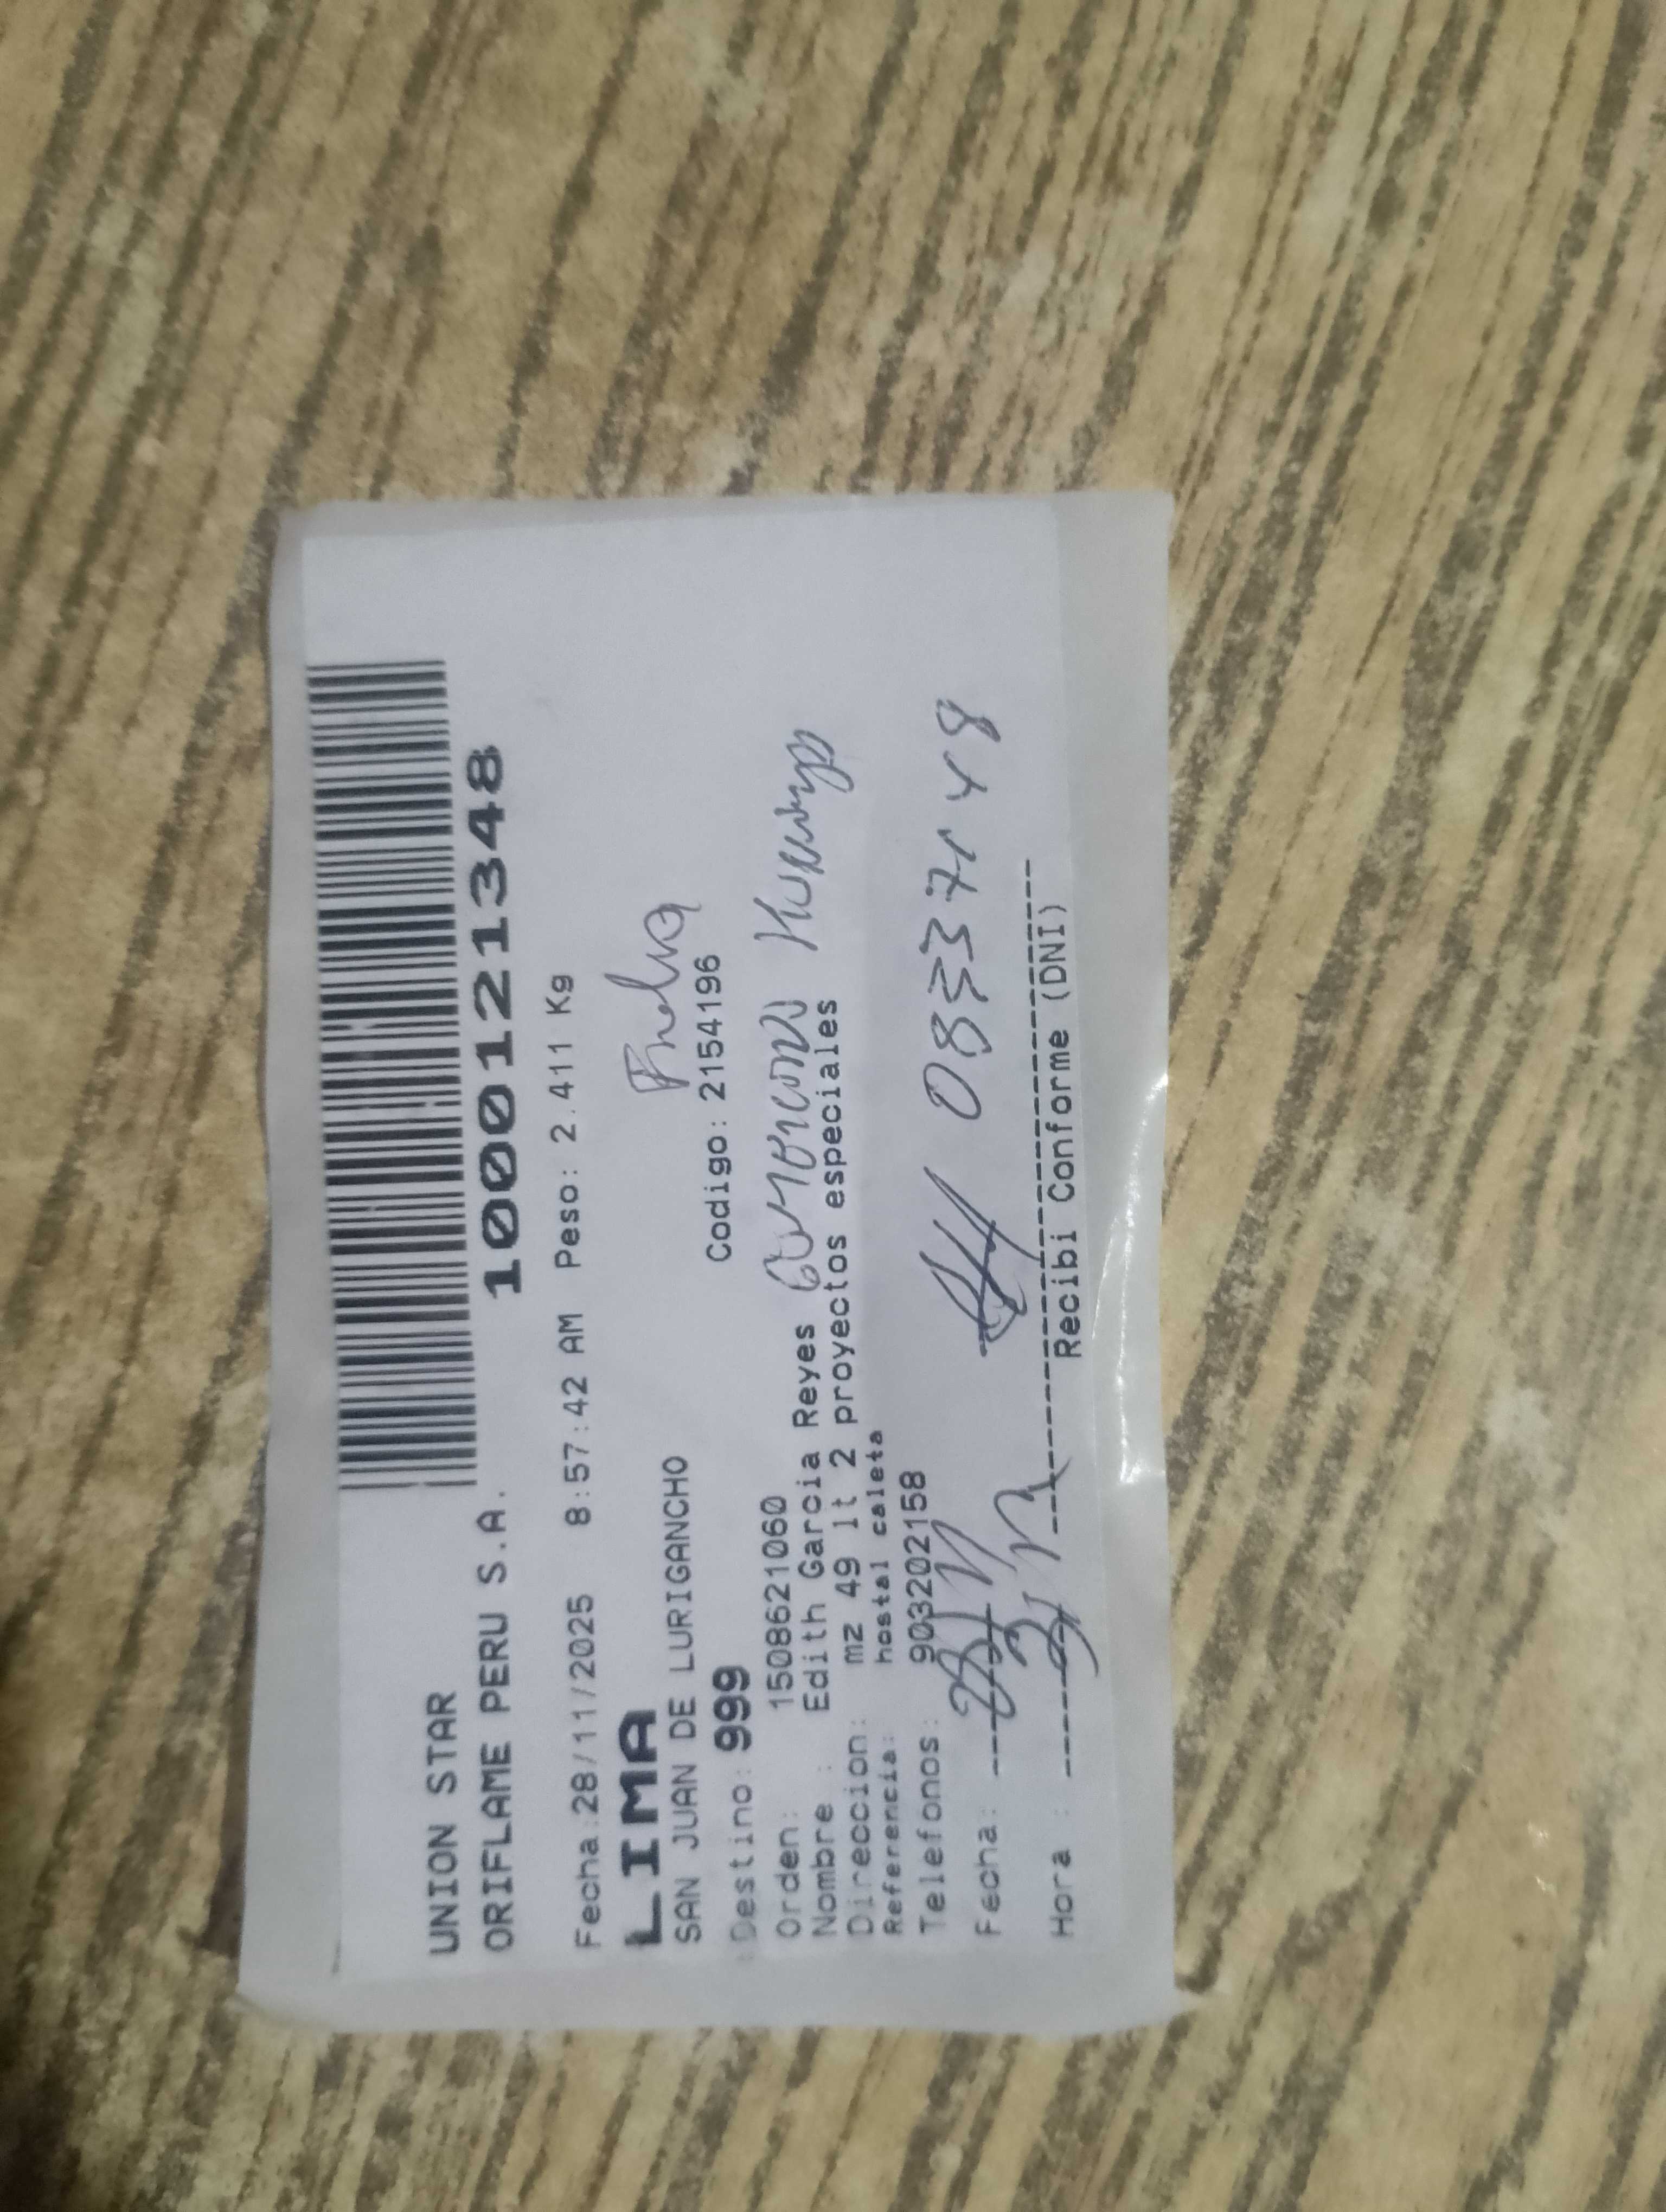 UNION STAR
ORIFLAME PERU S.A.
1000121348
Fecha:28/11/2025 8:57:42 AM Peso: 2.411 Kg
LIMA
SAN JUAN DE LURIGANCHO
Destino: 999 Codigo: 2154196
Orden: 1508621060
Nombre : Edith Garcia Reyes
Direccion: mz 49 lt 2 proyectos especiales
Referencia: hostal caleta
Telefonos: 903202158
Fecha:
Hora :
Recibi Conforme (DNI)